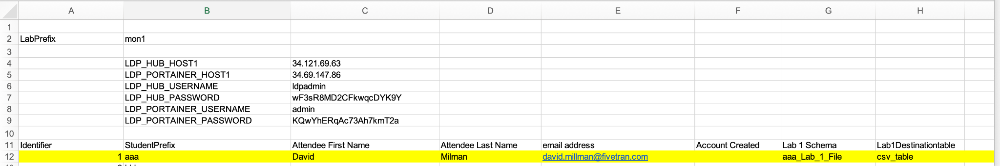 A B C D E F G H
1
2 LabPrefix mon1
3
4 LDP_HUB_HOST1 34.121.69.63
5 LDP_PORTAINER_HOST1 34.69.147.86
6 LDP_HUB_USERNAME ldpadmin
7 LDP_HUB_PASSWORD wF3sR8MD2CFkwqcDYK9Y
8 LDP_PORTAINER_USERNAME admin
9 LDP_PORTAINER_PASSWORD KQwYhERqAc73Ah7kmT2a
10
11 Identifier StudentPrefix Attendee First Name Attendee Last Name email address Account Created Lab 1 Schema Lab1Destinationtable
12 1 aaa David Milman david.millman@fivetran.com aaa_Lab_1_File csv_table